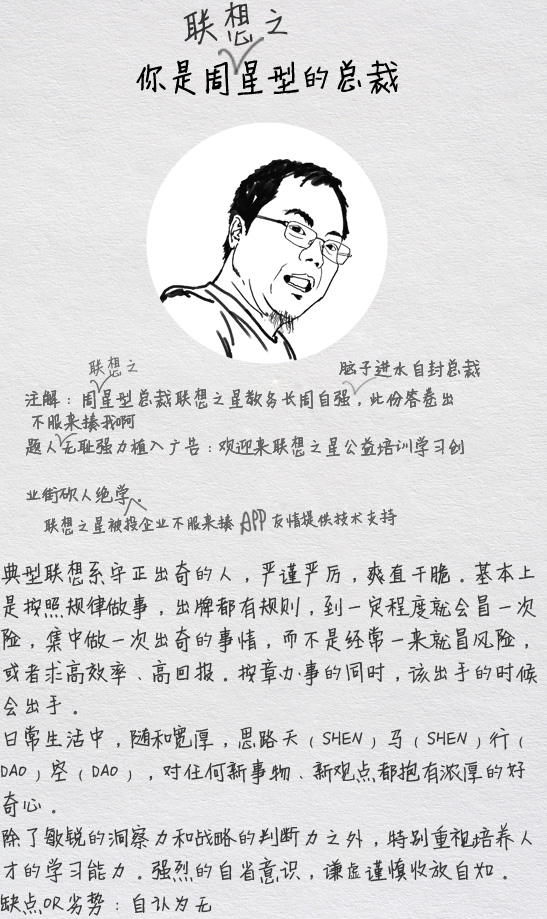 联想之
你是周星型的总裁
联想之
脑子进水自封总裁
注解：周星型总裁联想之星教务长周自强，此份答卷出
不服来揍我啊
题人无耻强力植入广告：欢迎来联想之星公益培训学习创
业街砍人绝学。
联想之星被投企业不服来揍APP友情提供技术支持
典型联想系守正出奇的人，严谨严厉，爽直干脆。基本上
是按照规律做事，出牌都有规则，到一定程度就会冒一次
险，集中做一次出奇的事情，而不是经常一来就冒风险，
或者求高效率、高回报。按章办事的同时，该出手的时候
会出手。
日常生活中，随和宽厚，思路天（SHEN）马（SHEN）行（
DAO）空（DAO），对任何新事物、新观点都抱有浓厚的好
奇心。
除了敏锐的洞察力和战略的判断力之外，特别重视培养人
才的学习能力。强烈的自省意识，谦虚谨慎收放自如。
缺点OR劣势：自认为无